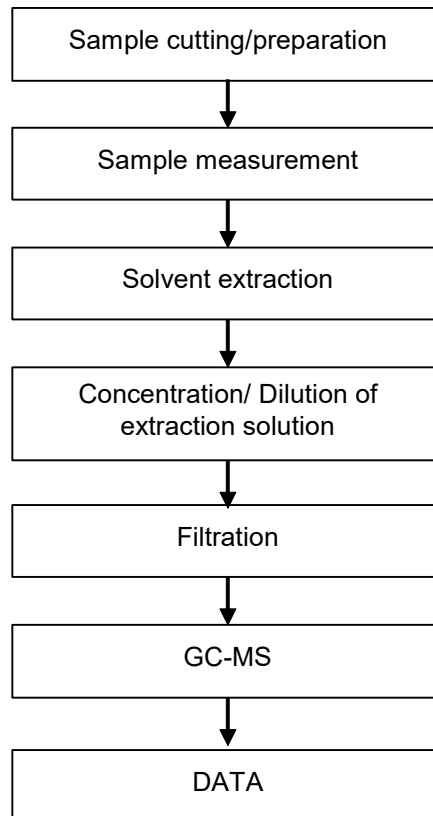 Sample cutting/preparation
Sample measurement
Solvent extraction
Concentration/ Dilution of
extraction solution
Filtration
GC-MS
DATA